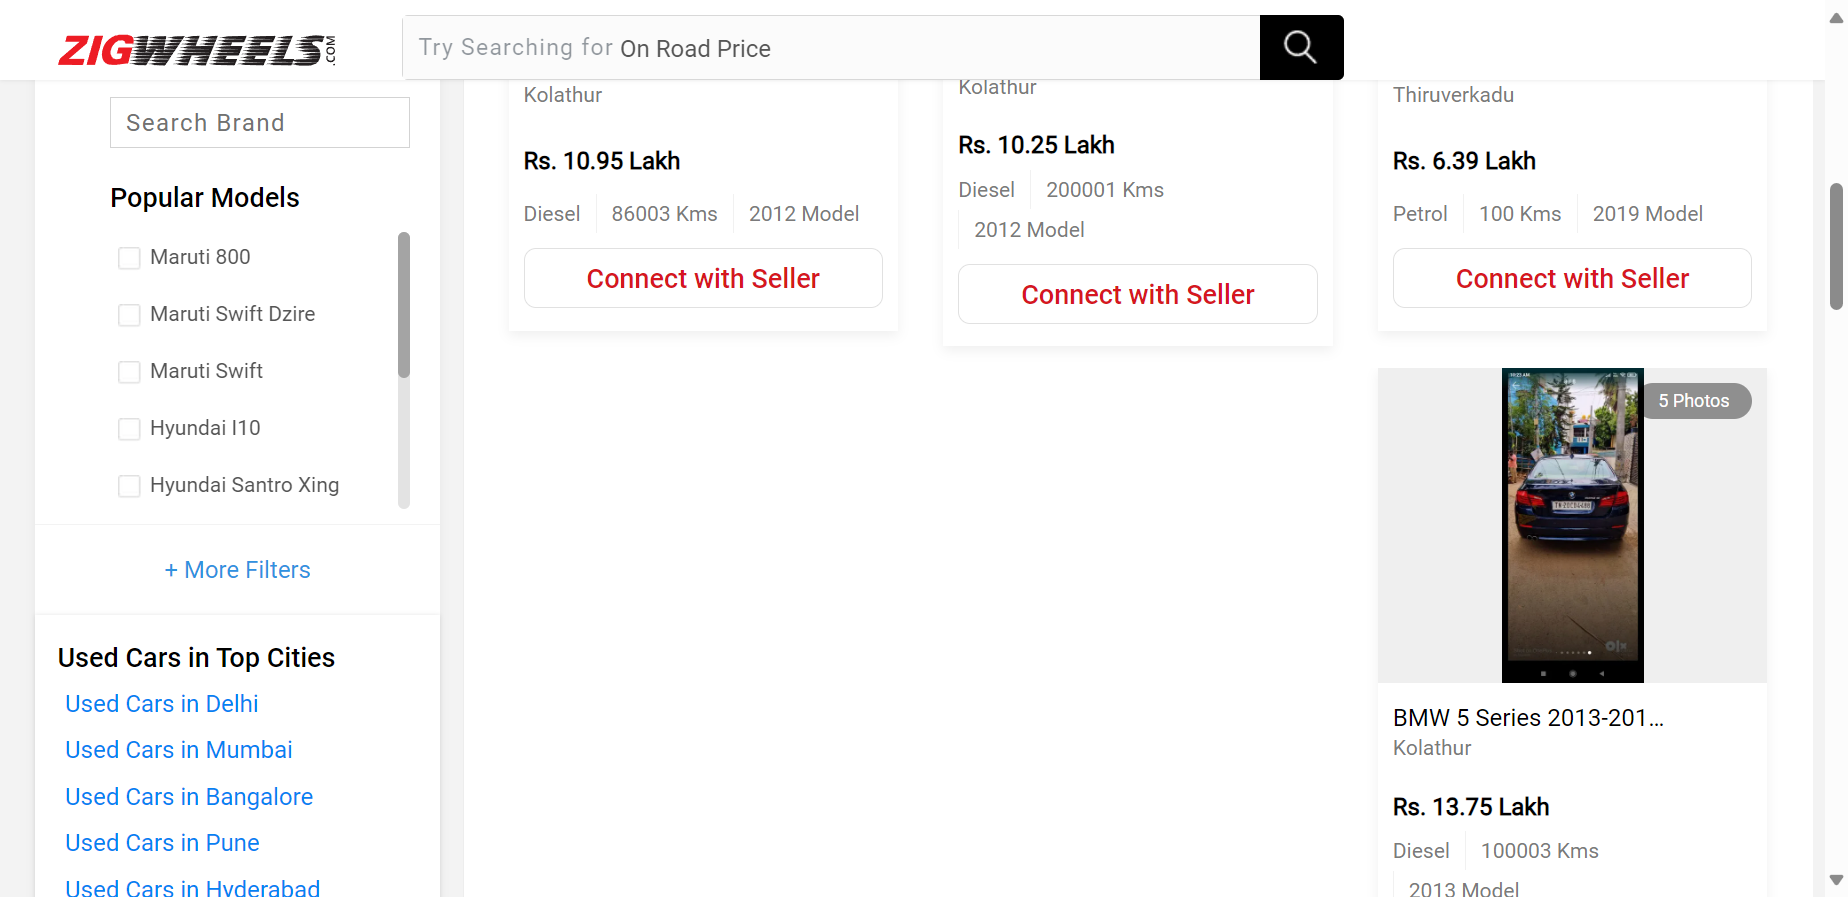 ZIGWHEELS.COM
Try Searching for On Road Price
Search Brand
Popular Models
Maruti 800
Maruti Swift Dzire
Maruti Swift
Hyundai I10
Hyundai Santro Xing
+ More Filters
Used Cars in Top Cities
Used Cars in Delhi
Used Cars in Mumbai
Used Cars in Bangalore
Used Cars in Pune
Used Cars in Hyderabad
Kolathur
Rs. 10.95 Lakh
Diesel 86003 Kms 2012 Model
Connect with Seller
Kolathur
Rs. 10.25 Lakh
Diesel 200001 Kms
2012 Model
Connect with Seller
Thiruverkadu
Rs. 6.39 Lakh
Petrol 100 Kms 2019 Model
Connect with Seller
5 Photos
olx
BMW 5 Series 2013-201...
Kolathur
Rs. 13.75 Lakh
Diesel 100003 Kms
2013 Model